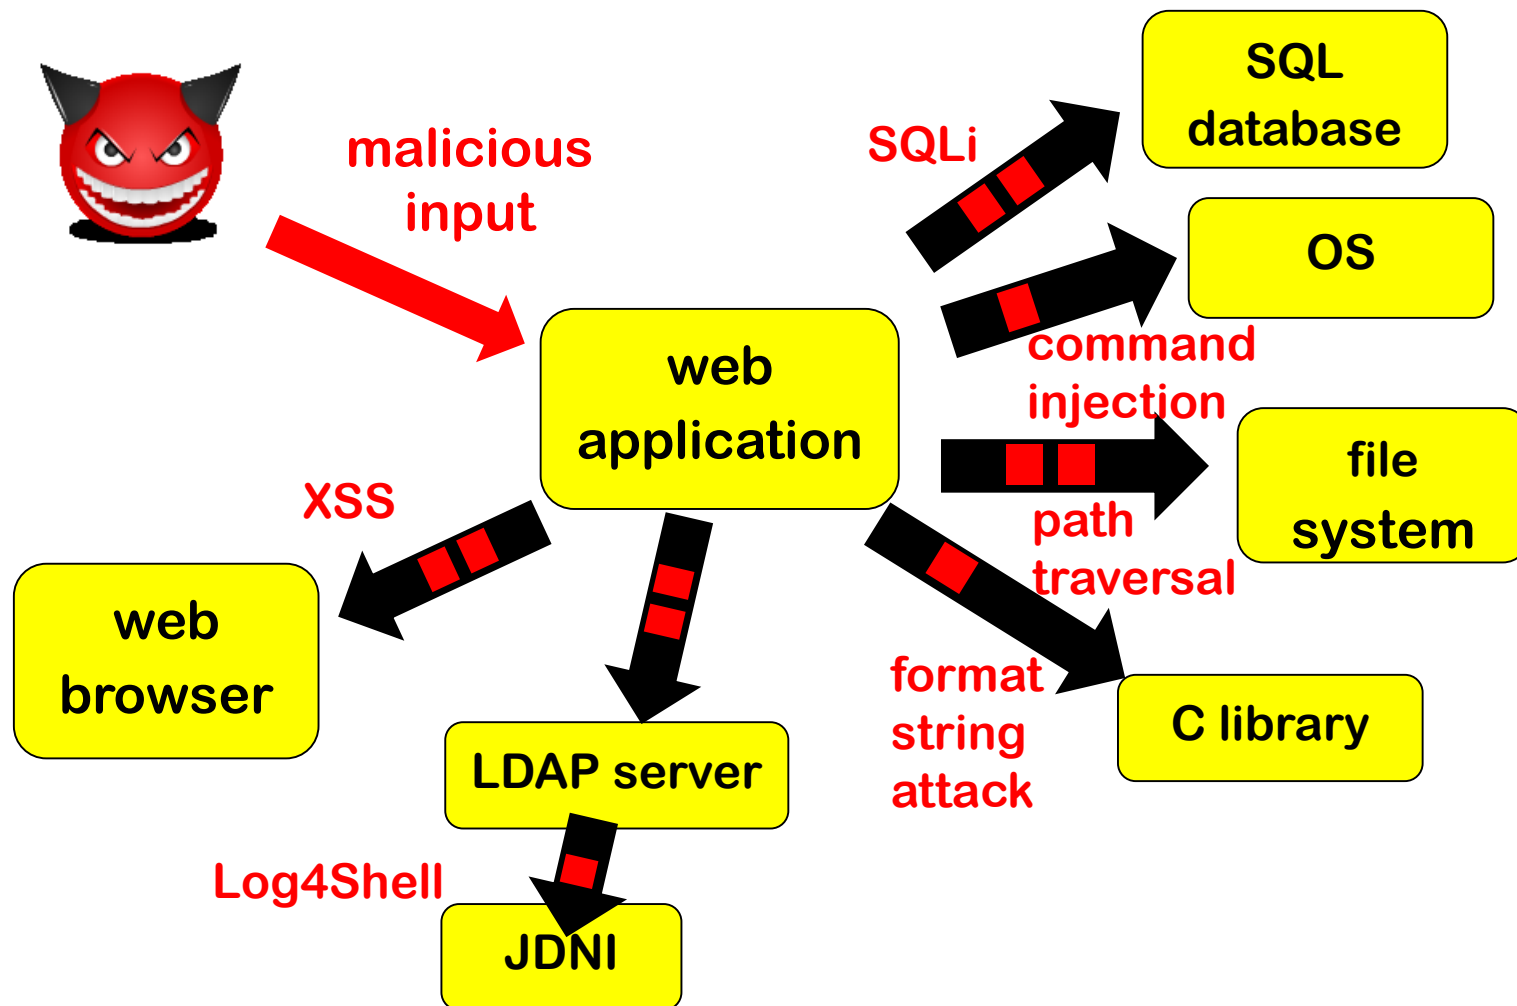 SQL
database
malicious
input
SQLi
OS
web
application
command
injection
file
system
XSS
path
traversal
web
browser
format
string
attack
C library
LDAP server
Log4Shell
JDNI